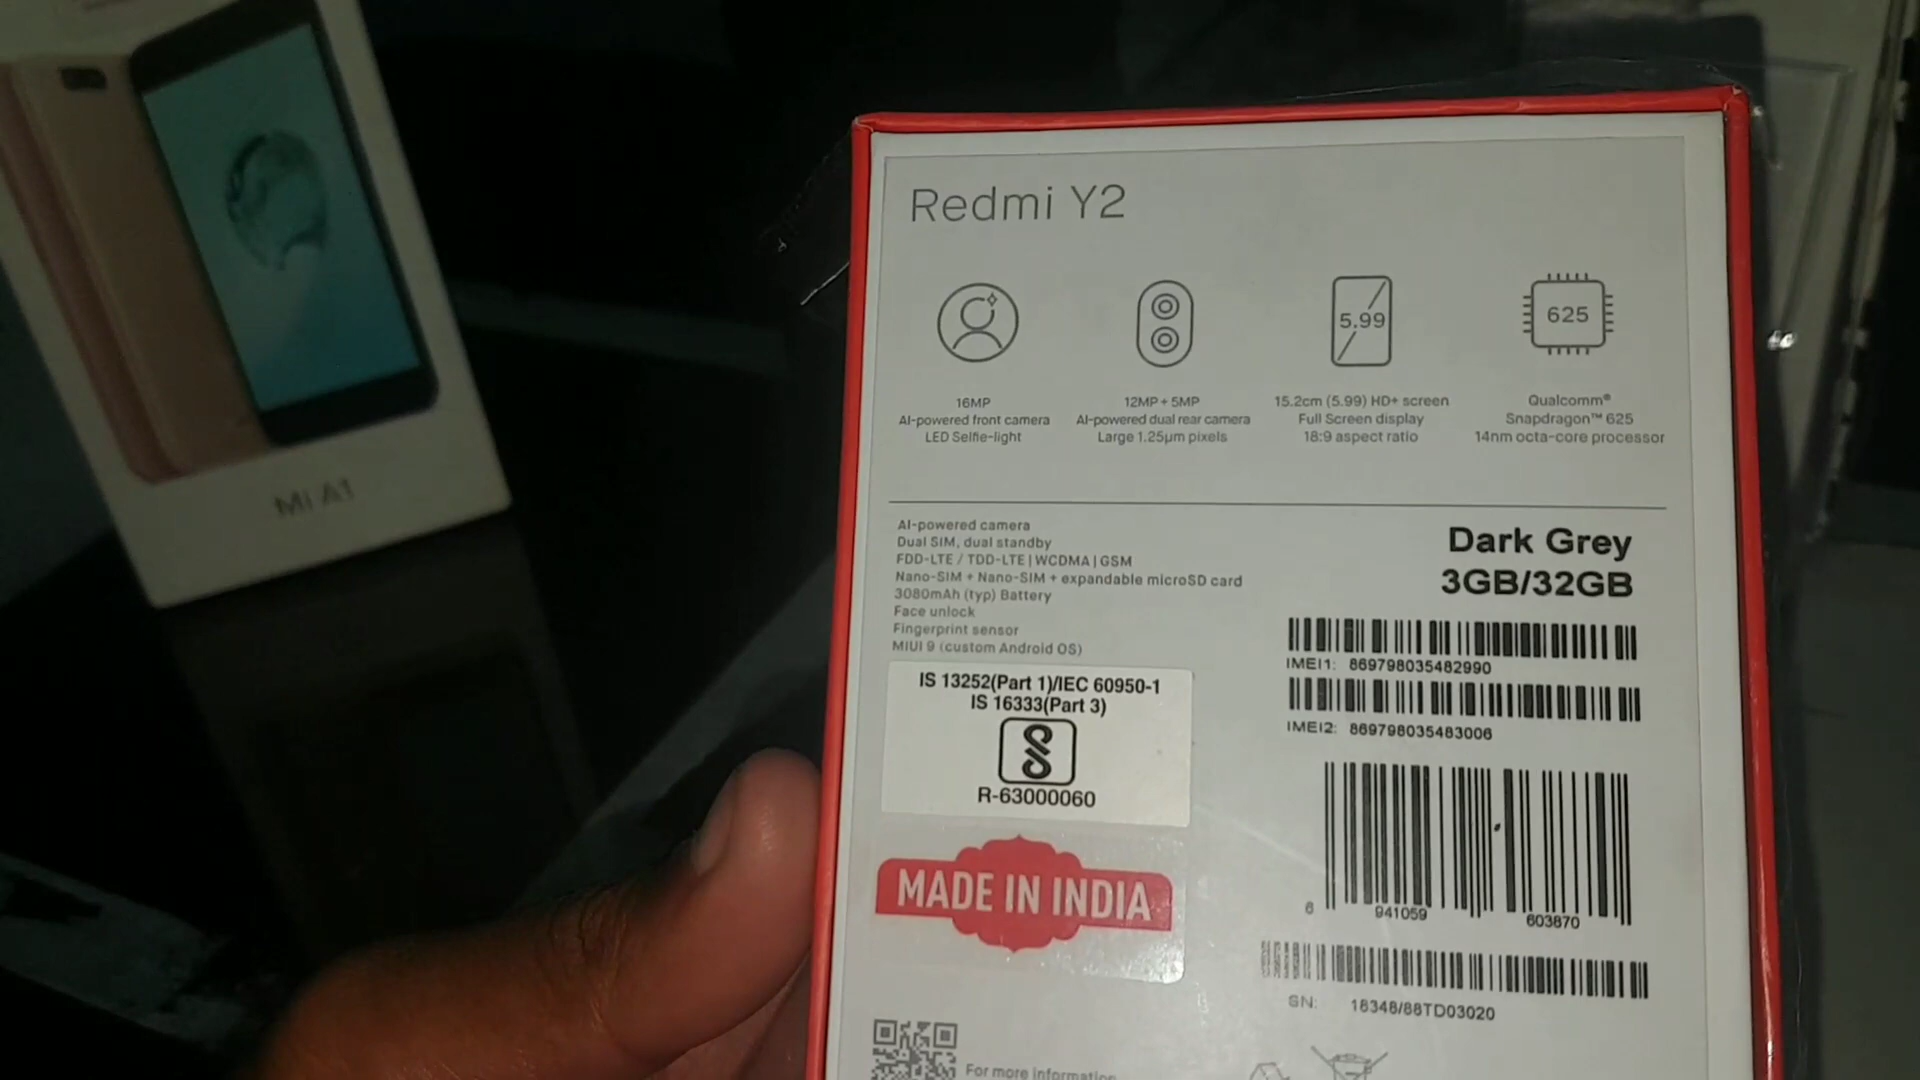 Mi A1
Redmi Y2
5.99
625
16MP
AI-powered front camera
LED Selfie-light
12MP + 5MP
AI-powered dual rear camera
Large 1.25μm pixels
15.2cm (5.99) HD+ screen
Full Screen display
18:9 aspect ratio
Qualcomm®
Snapdragon™ 625
14nm octa-core processor
AI-powered camera
Dual SIM, dual standby
FDD-LTE / TDD-LTE | WCDMA | GSM
Nano-SIM + Nano-SIM + expandable microSD card
3080mAh (typ) Battery
Face unlock
Fingerprint sensor
MIUI 9 (custom Android OS)
Dark Grey
3GB/32GB
IMEI1: 869798035482990
IMEI2: 869798035483006
IS 13252(Part 1)/IEC 60950-1
IS 16333(Part 3)
R-63000060
MADE IN INDIA
6 941059 603870
SN: 18348/88TD03020
For more information